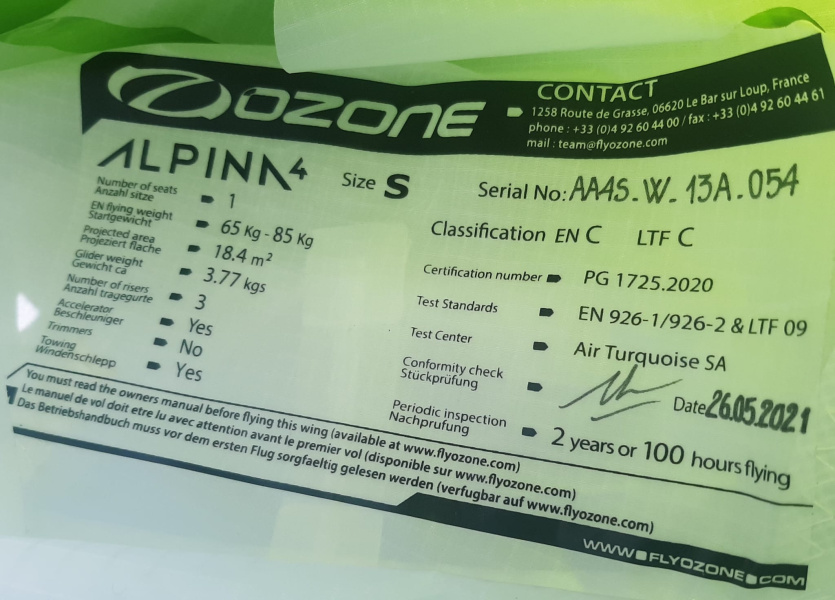 OZONE
CONTACT
1258 Route de Grasse, 06620 Le Bar sur Loup, France
phone : +33 (0)4 92 60 44 00 / fax : +33 (0)4 92 60 44 61
mail : team@flyozone.com
ALPINA4
Size S
Serial No: AA4S.W.13A.054
Number of seats
Anzahl sitze
1
EN flying weight
Startgewicht
65 Kg - 85 Kg
Projected area
Projeziert flache
18.4 m²
Glider weight
Gewicht ca
3.77 kgs
Number of risers
Anzahl tragegurte
3
Accelerator
Beschleuniger
Yes
Trimmers
No
Towing
Windenschlepp
Yes
Classification EN C LTF C
Certification number PG 1725.2020
Test Standards EN 926-1/926-2 & LTF 09
Test Center Air Turquoise SA
Conformity check
Stückprüfung
Date 26.05.2021
Periodic inspection
Nachprufung
2 years or 100 hours flying
You must read the owners manual before flying this wing (available at www.flyozone.com)
Le manuel de vol doit etre lu avec attention avant le premier vol (disponible sur www.flyozone.com)
Das Betriebshandbuch muss vor dem ersten Flug sorgfaeltig gelesen werden (verfugbar auf www.flyozone.com)
WWW.FLYOZONE.COM